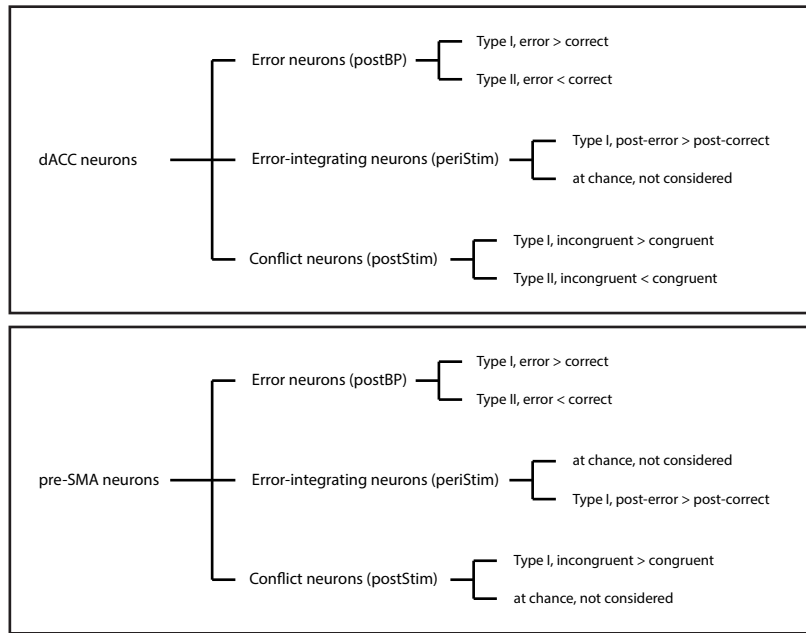 Type I, error > correct
Error neurons (postBP)
Type II, error < correct
Type I, post-error > post-correct
dACC neurons
Error-integrating neurons (periStim)
at chance, not considered
Type I, incongruent > congruent
Conflict neurons (postStim)
Type II, incongruent < congruent
Type I, error > correct
Error neurons (postBP)
Type II, error < correct
at chance, not considered
pre-SMA neurons
Error-integrating neurons (periStim)
Type I, post-error > post-correct
Type I, incongruent > congruent
Conflict neurons (postStim)
at chance, not considered